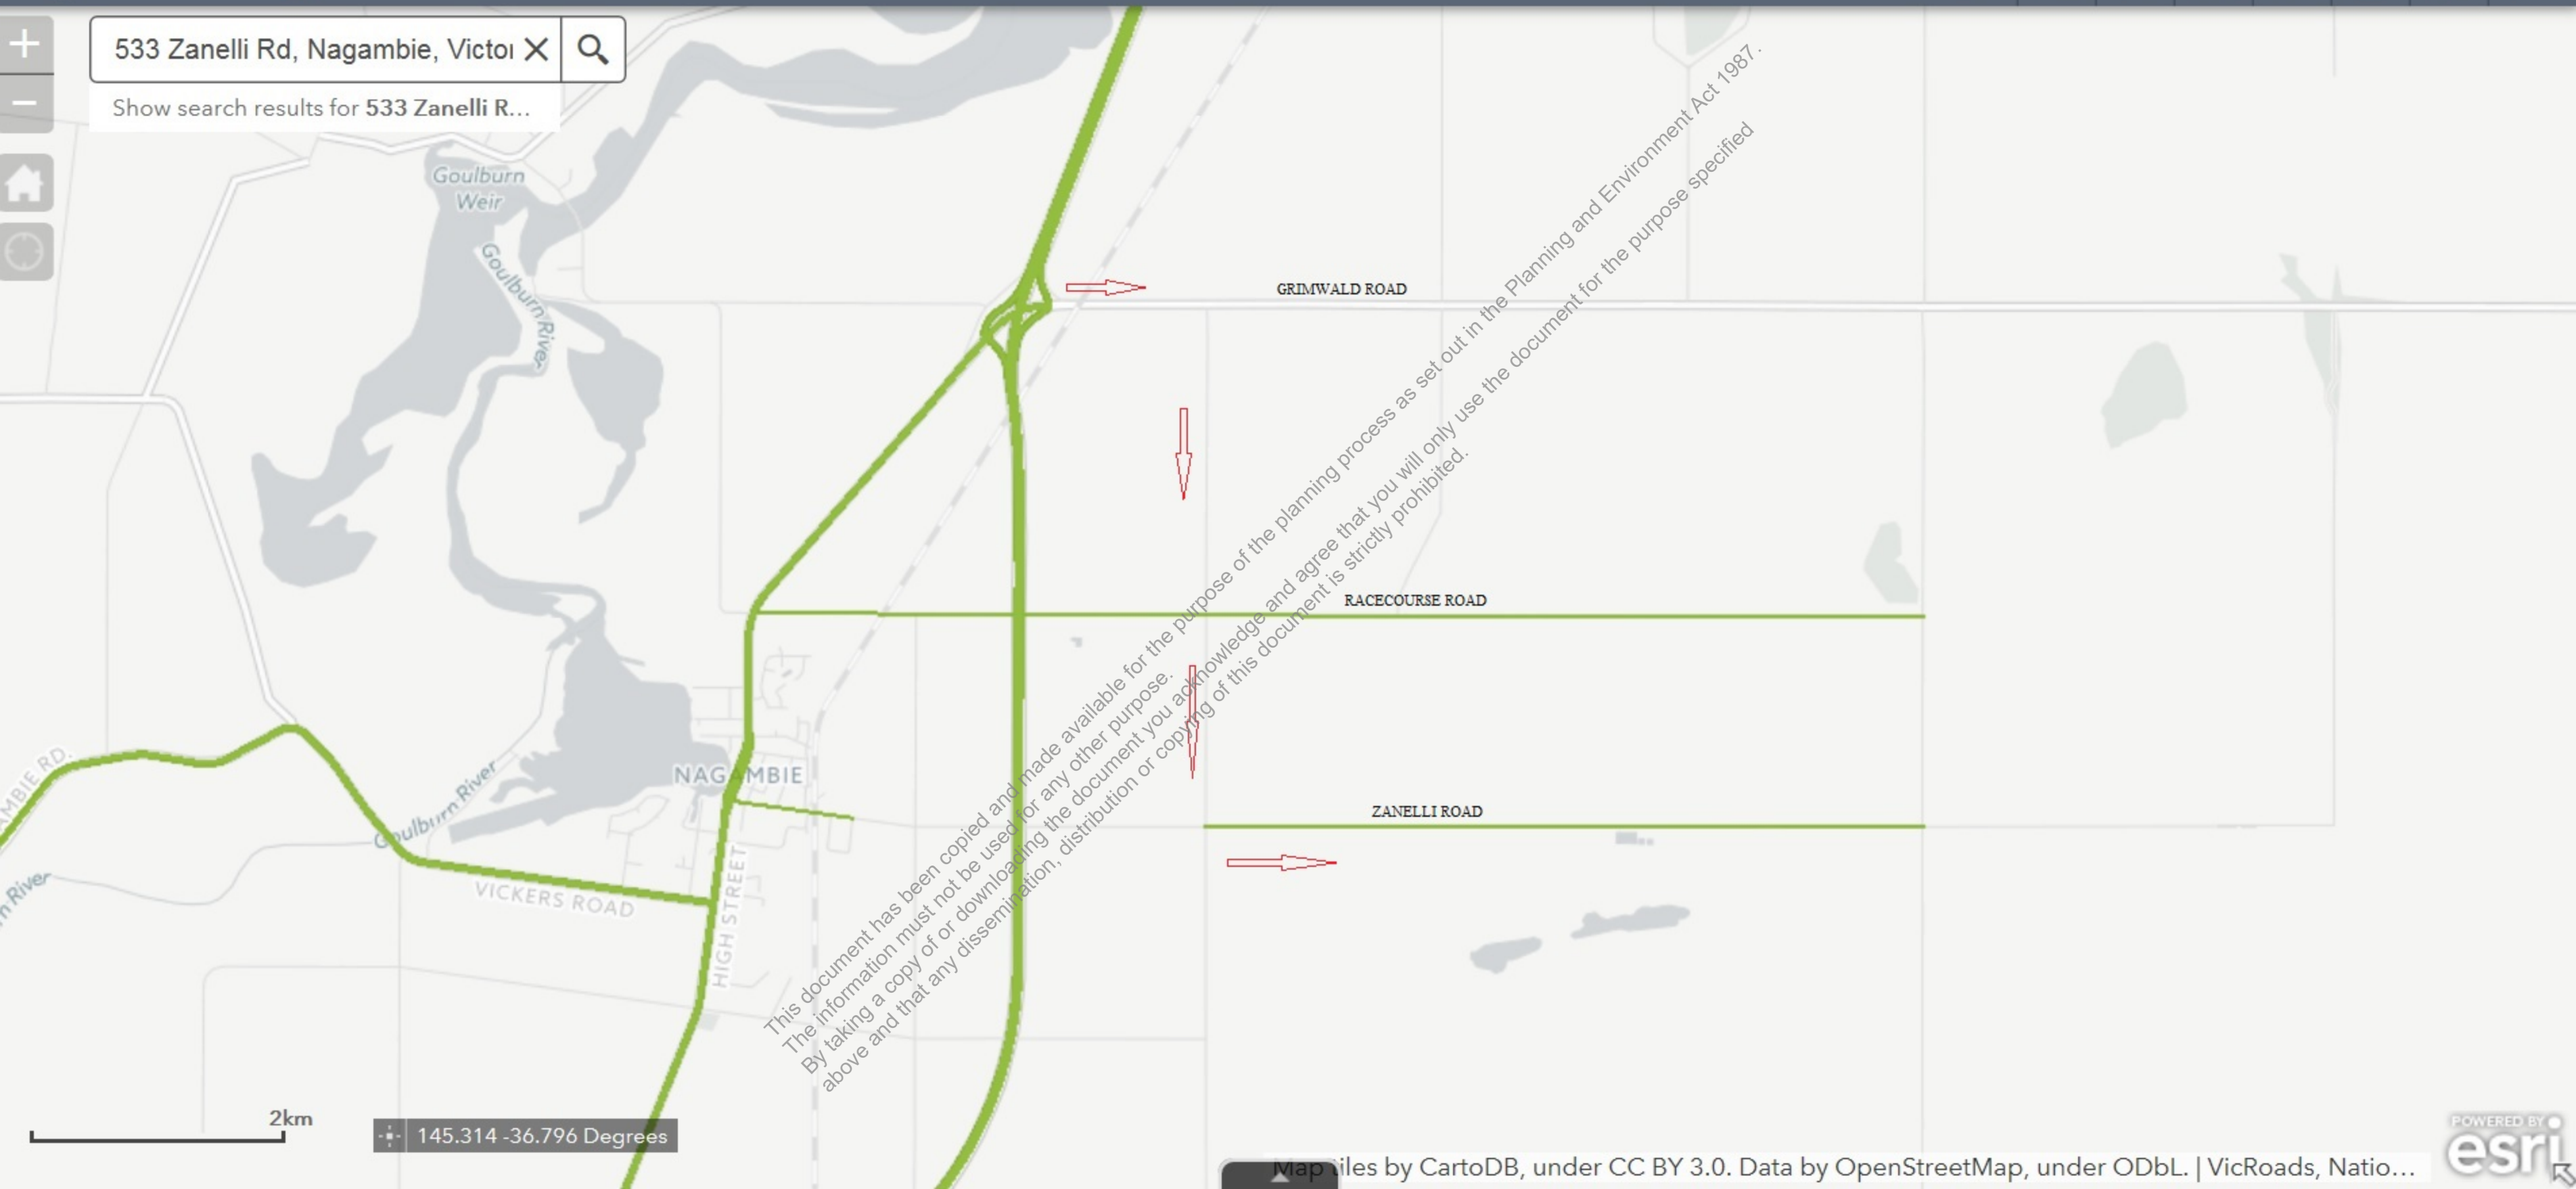 +
533 Zanelli Rd, Nagambie, Victor
Show search results for 533 Zanelli R...
−
Goulburn
Weir
Goulburn River
GRIMWALD ROAD
RACECOURSE ROAD
AMBIE RD.
NAGAMBIE
Goulburn River
ZANELLI ROAD
n River
VICKERS ROAD
HIGH STREET
This document has been copied and made available for the purpose of the planning process as set out in the Planning and Environment Act 1987.
The information must not be used for any other purpose.
By taking a copy of or downloading the document you acknowledge and agree that you will only use the document for the purpose specified
above and that any dissemination, distribution or copying of this document is strictly prohibited.
2km
145.314 -36.796 Degrees
POWERED BY
esri
Map tiles by CartoDB, under CC BY 3.0. Data by OpenStreetMap, under ODbL. | VicRoads, Natio...